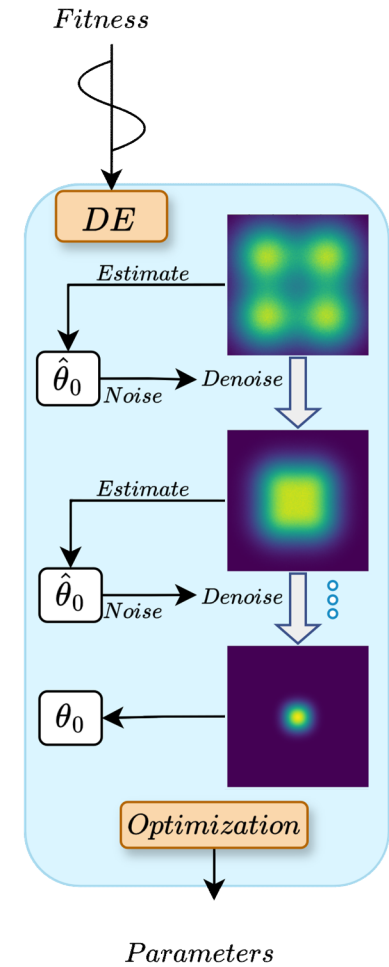 Fitness
DE
Estimate
θ̂₀
Noise
Denoise
Estimate
θ̂₀
Noise
Denoise
θ₀
Optimization
Parameters